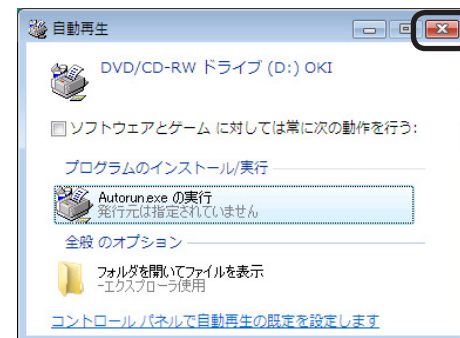 自動再生
DVD/CD-RW ドライブ (D:) OKI
ソフトウェアとゲーム に対しては常に次の動作を行う:
プログラムのインストール/実行
Autorun.exe の実行
発行元は指定されていません
全般 のオプション
フォルダを開いてファイルを表示
-エクスプローラ使用
コントロール パネルで自動再生の既定を設定します